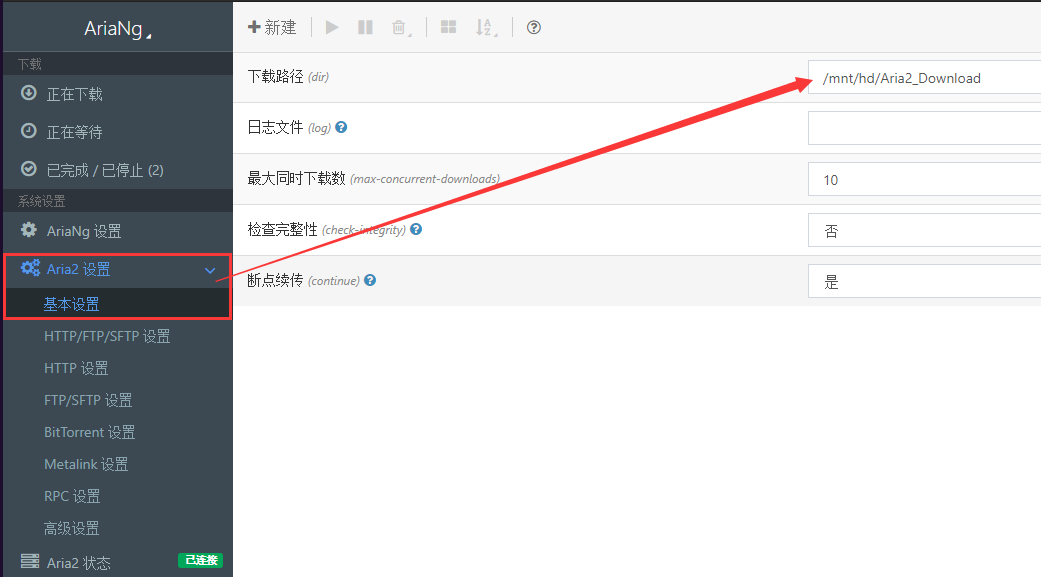 AriaNg
下载
正在下载
正在等待
已完成 / 已停止 (2)
系统设置
AriaNg 设置
Aria2 设置
基本设置
HTTP/FTP/SFTP 设置
HTTP 设置
FTP/SFTP 设置
BitTorrent 设置
Metalink 设置
RPC 设置
高级设置
Aria2 状态 已连接
新建
下载路径 (dir) /mnt/hd/Aria2_Download
日志文件 (log)
最大同时下载数 (max-concurrent-downloads) 10
检查完整性 (check-integrity) 否
断点续传 (continue) 是